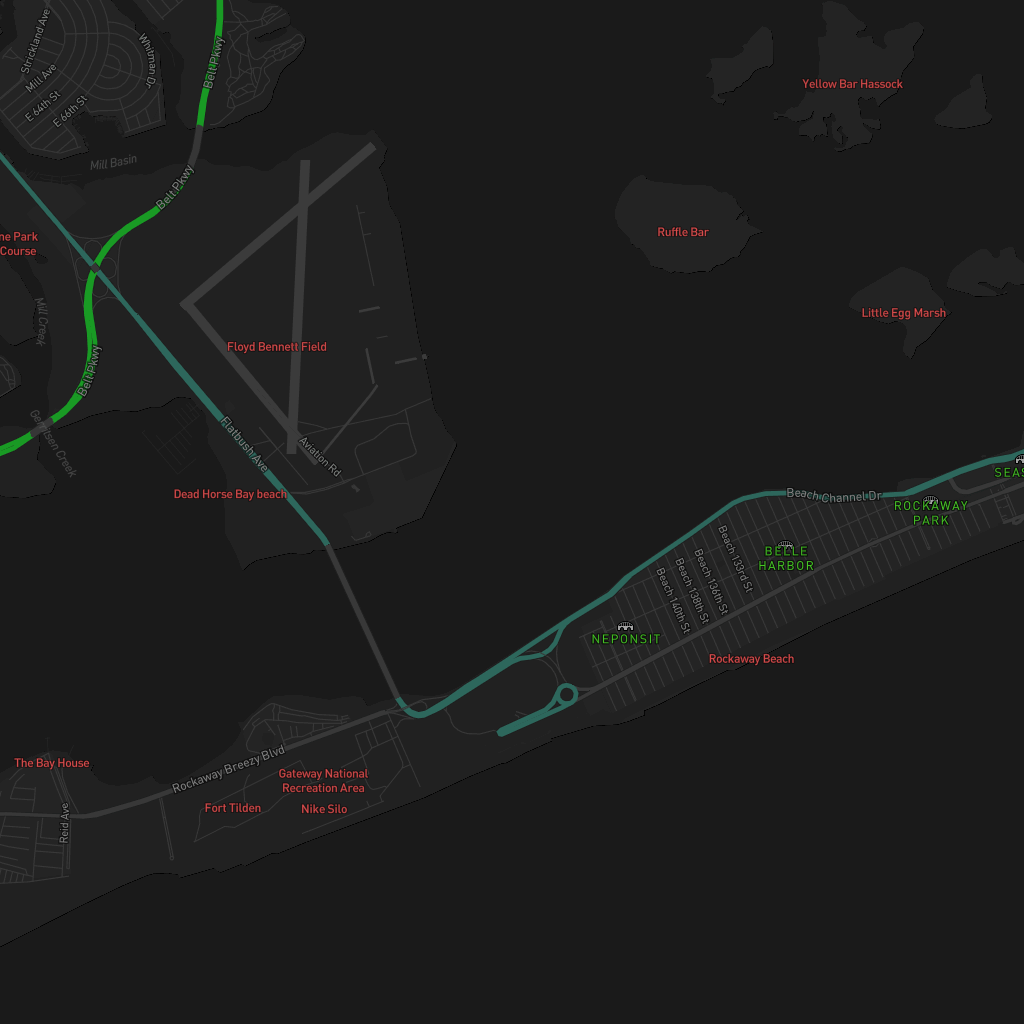 Strickland Ave
Whitman Dr
Belt Pkwy
Mill Ave
E 64th St
E 66th St
Yellow Bar Hassock
Mill Basin
Belt Pkwy
Ruffle Bar
ne Park
Course
Mill Creek
Little Egg Marsh
Floyd Bennett Field
Belt Pkwy
Gerritsen Creek
Flatbush Ave
Aviation Rd
Dead Horse Bay beach
SEAS
Beach Channel Dr
ROCKAWAY
PARK
BELLE
HARBOR
Beach 133rd St
Beach 136th St
Beach 138th St
Beach 140th St
NEPONSIT
Rockaway Beach
Rockaway Breezy Blvd
The Bay House
Gateway National
Recreation Area
Fort Tilden
Nike Silo
Reid Ave